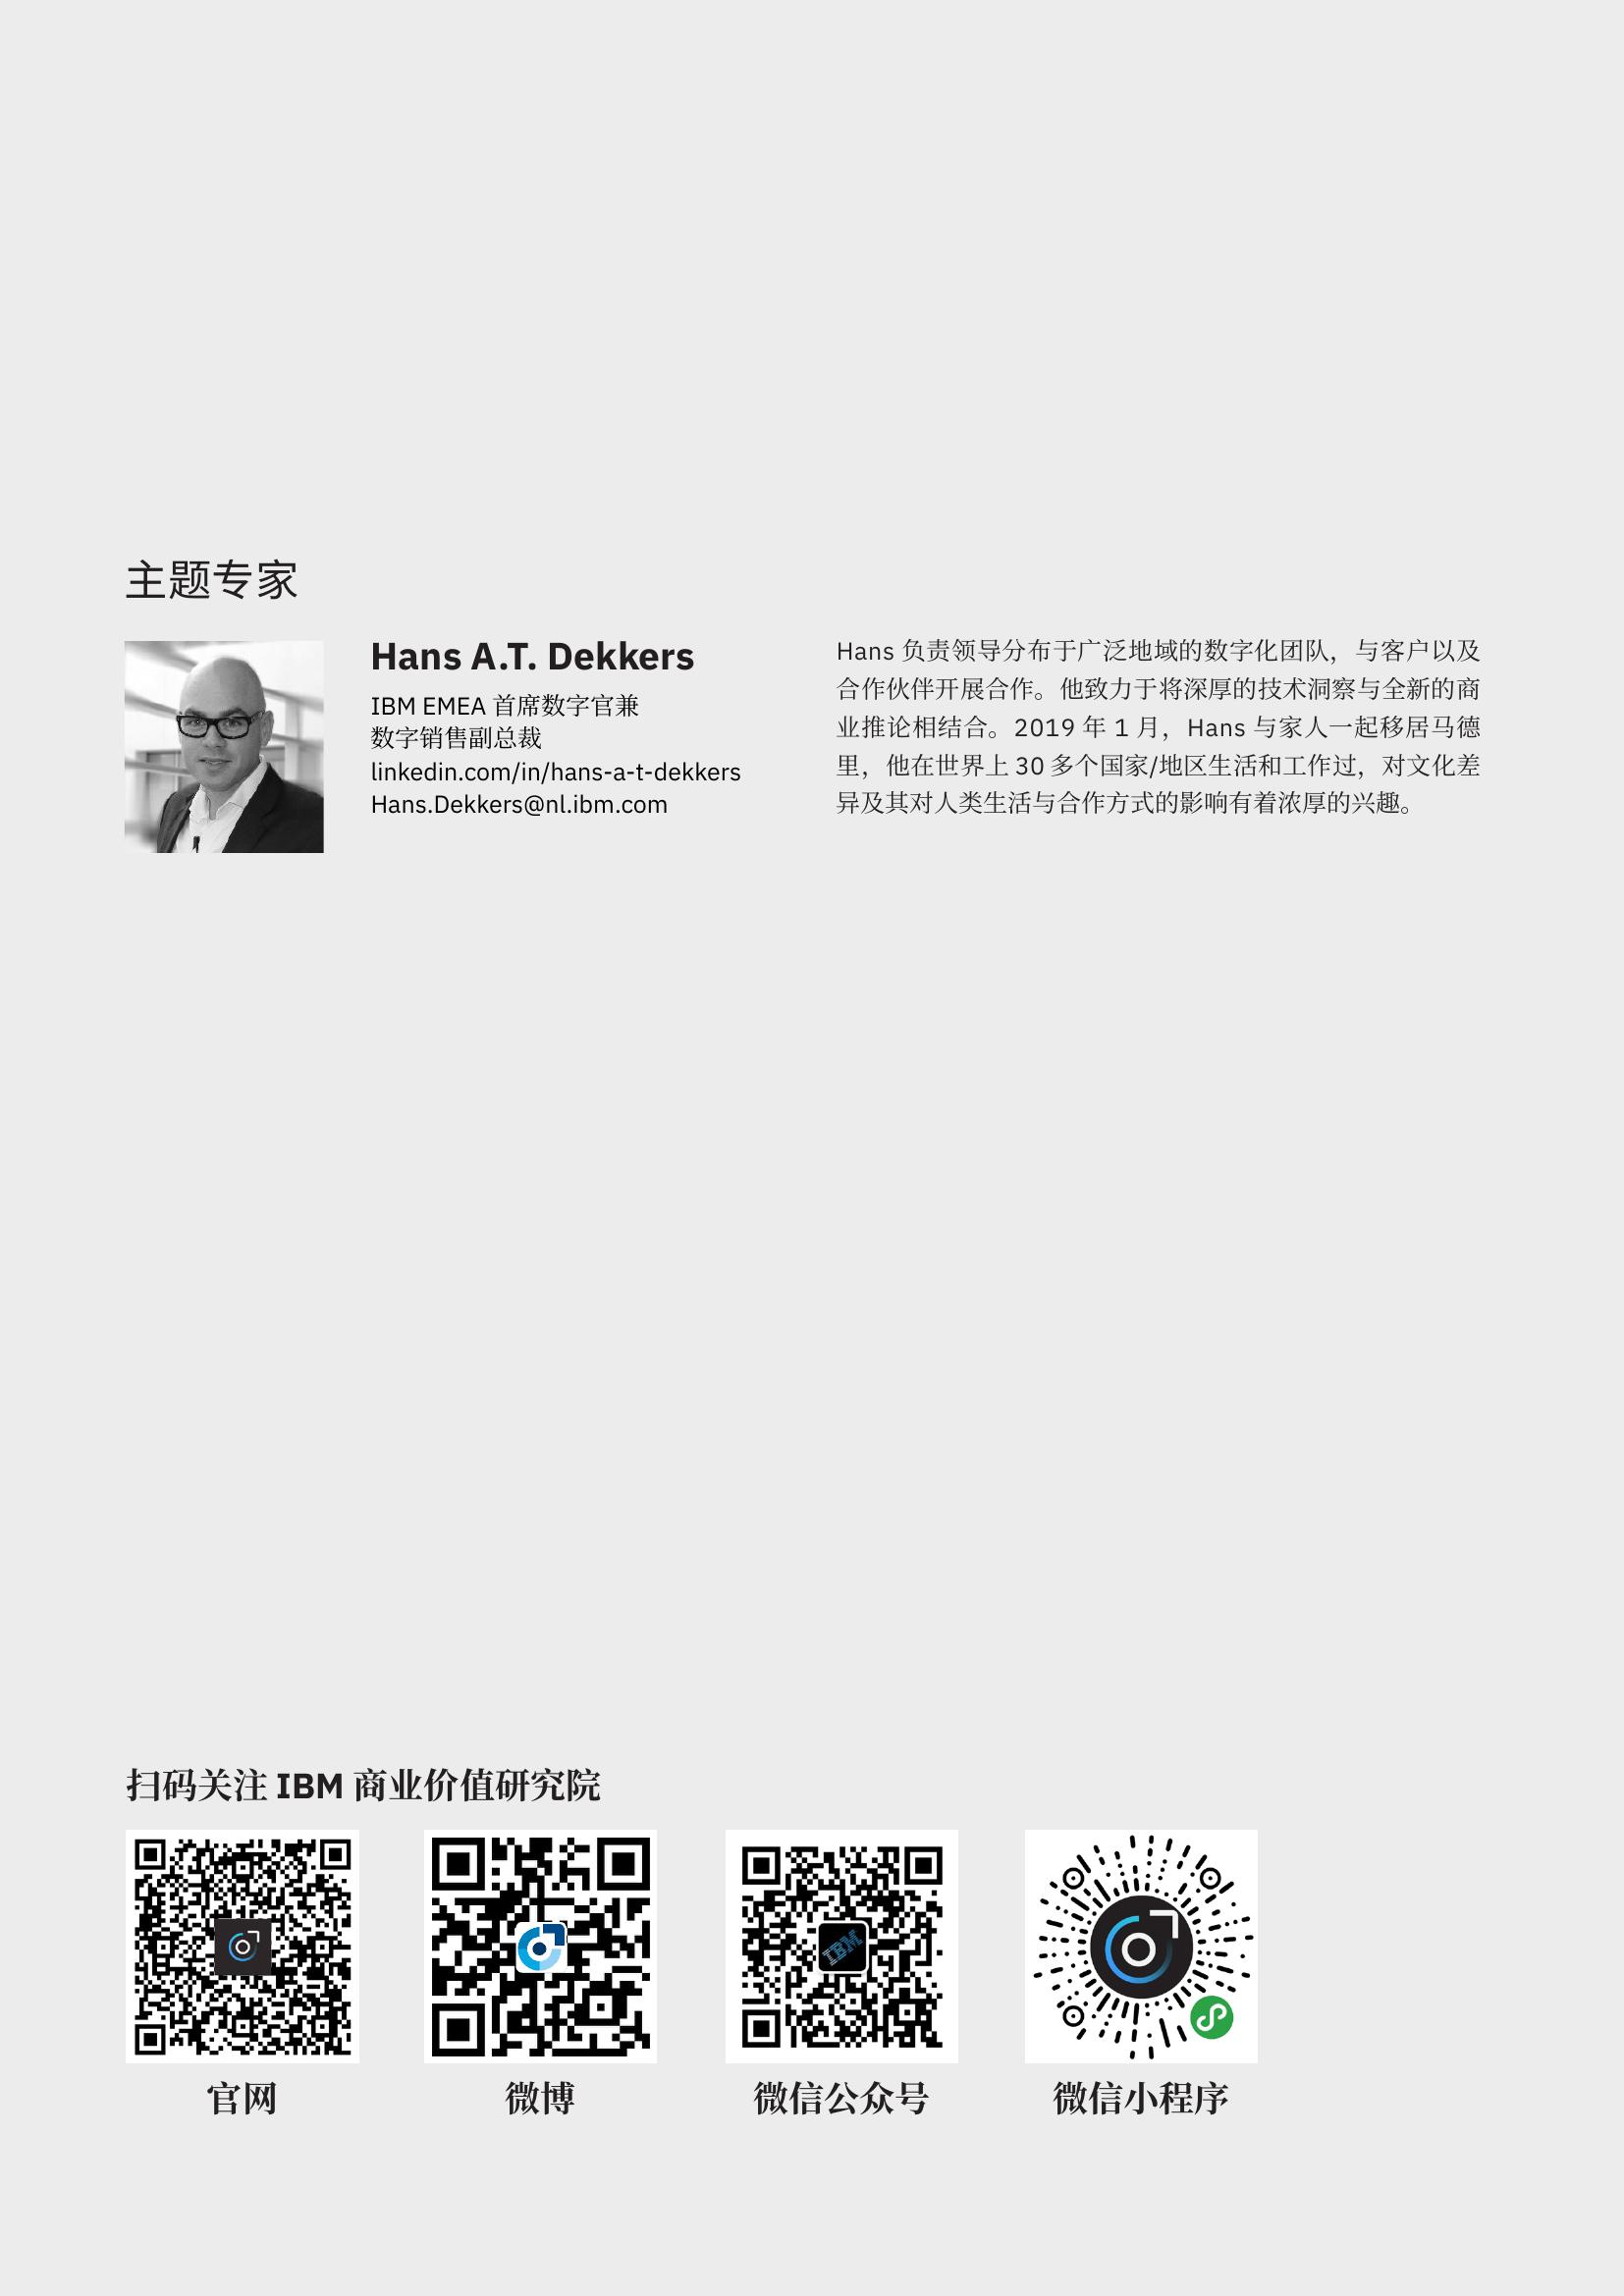 主题专家
Hans A.T. Dekkers
IBM EMEA 首席数字官兼
数字销售副总裁
linkedin.com/in/hans-a-t-dekkers
Hans.Dekkers@nl.ibm.com
Hans 负责领导分布于广泛地域的数字化团队，与客户以及
合作伙伴开展合作。他致力于将深厚的技术洞察与全新的商
业推论相结合。2019 年 1 月，Hans 与家人一起移居马德
里，他在世界上 30 多个国家/地区生活和工作过，对文化差
异及其对人类生活与合作方式的影响有着浓厚的兴趣。
扫码关注 IBM 商业价值研究院
IBM
官网
微博
微信公众号
微信小程序